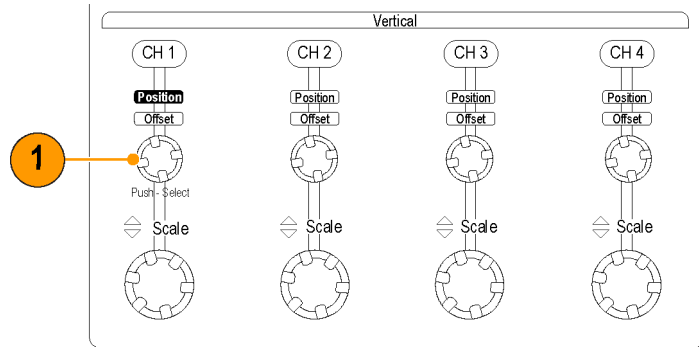 Vertical
CH 1 CH 2 CH 3 CH 4
Position Position Position Position
Offset Offset Offset Offset
1
Push - Select
Scale Scale Scale Scale